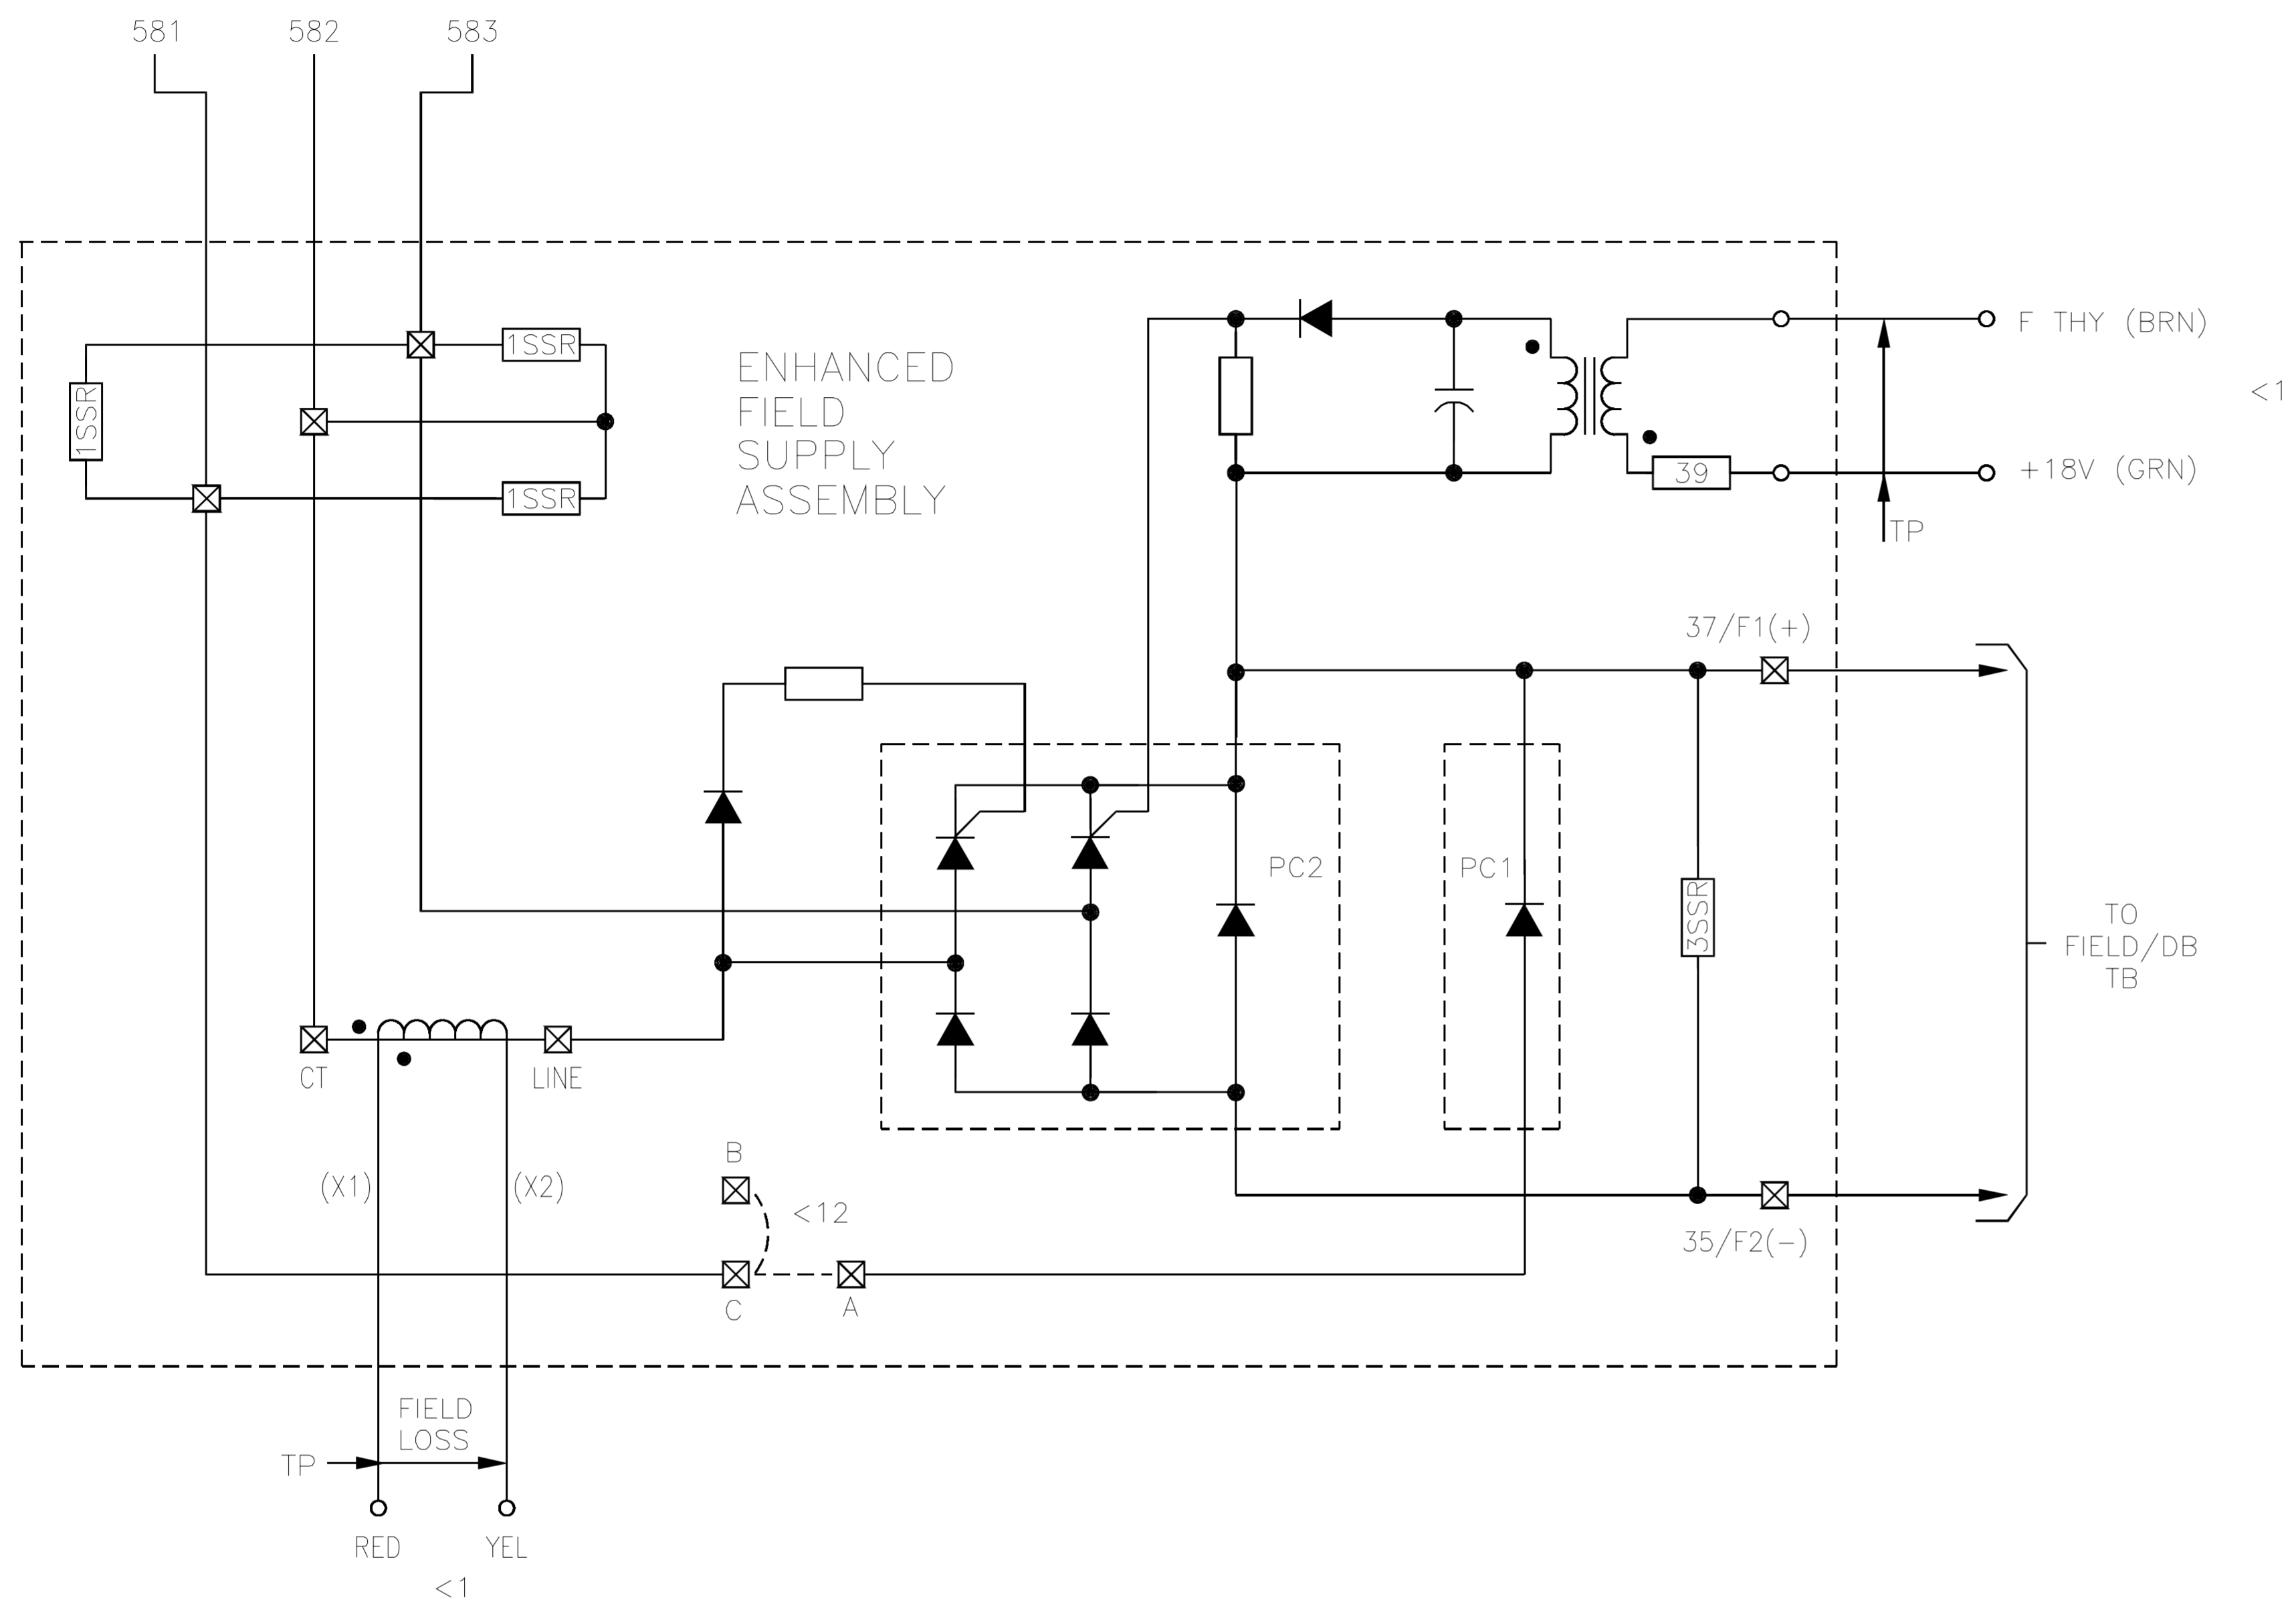 581
582
583
1SSR
1SSR
1SSR
ENHANCED
FIELD
SUPPLY
ASSEMBLY
F THY (BRN)
<1
39
+18V (GRN)
TP
37/F1(+)
PC2
PC1
3SSR
TO
FIELD/DB
TB
CT
LINE
(X1)
(X2)
B
<12
C
A
35/F2(-)
FIELD
LOSS
TP
RED
YEL
<1